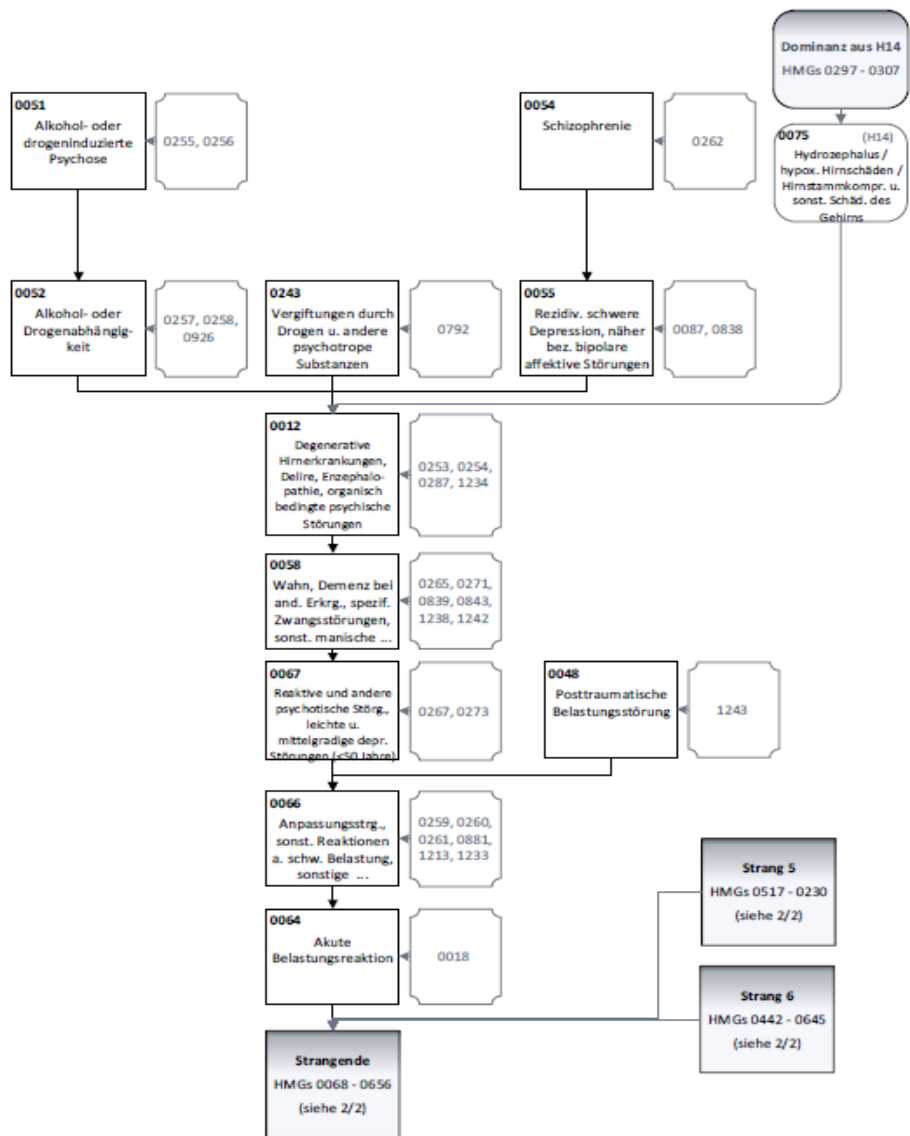 Dominanz aus H14
HMGs 0297 - 0307
0051
Alkohol- oder
drogeninduzierte
Psychose
0255, 0256
0054
Schizophrenie
0262
0075 (H14)
Hydrozephalus /
hypox. Hirnschäden /
Hirnstammkompr. u.
sonst. Schäd. des
Gehirns
0052
Alkohol- oder
Drogenabhängig-
keit
0257, 0258,
0926
0243
Vergiftungen durch
Drogen u. andere
psychotrope
Substanzen
0792
0055
Rezidiv. schwere
Depression, näher
bez. bipolare
affektive Störungen
0087, 0838
0012
Degenerative
Hirnerkrankungen,
Delire, Enzephalo-
pathie, organisch
bedingte psychische
Störungen
0253, 0254,
0287, 1234
0058
Wahn, Demenz bei
and. Erkrg., spezif.
Zwangsstörungen,
sonst. manische ...
0265, 0271,
0839, 0843,
1238, 1242
0067
Reaktive und andere
psychotische Störg.,
leichte u.
mittelgradige depr.
Störungen (<50 Jahre)
0267, 0273
0048
Posttraumatische
Belastungsstörung
1243
0066
Anpassungsstrg.,
sonst. Reaktionen
a. schw. Belastung,
sonstige ...
0259, 0260,
0261, 0881,
1213, 1233
0064
Akute
Belastungsreaktion
0018
Strang 5
HMGs 0517 - 0230
(siehe 2/2)
Strang 6
HMGs 0442 - 0645
(siehe 2/2)
Strangende
HMGs 0068 - 0656
(siehe 2/2)